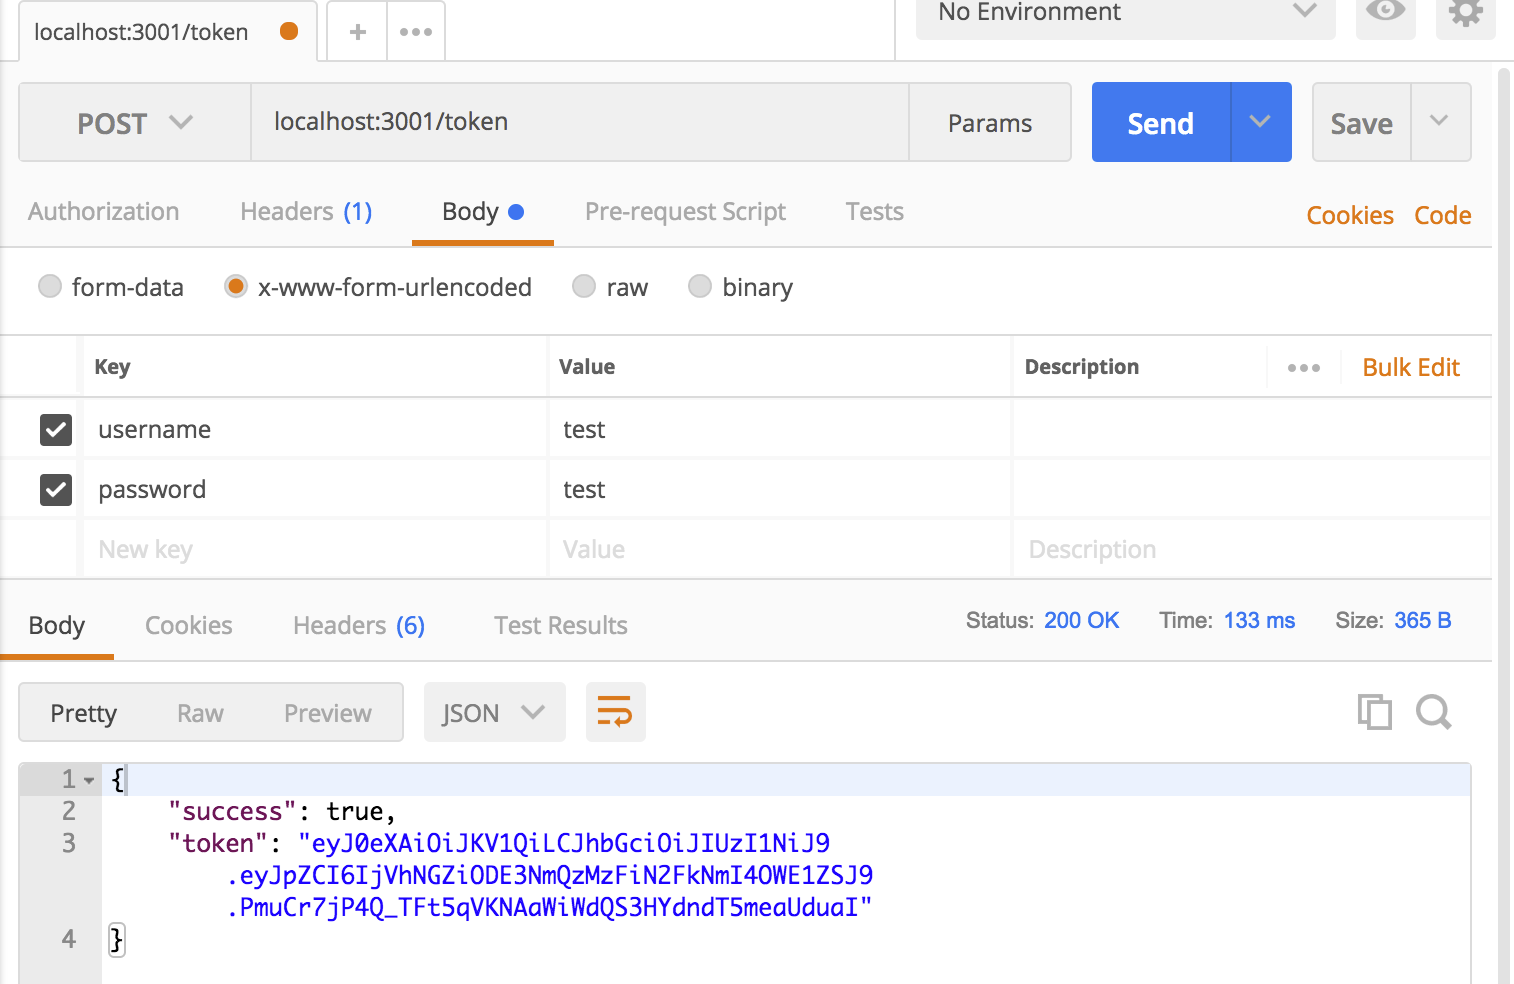 localhost:3001/token
No Environment
POST
localhost:3001/token
Params
Send
Save
Authorization
Headers (1)
Body
Pre-request Script
Tests
Cookies
Code
form-data
x-www-form-urlencoded
raw
binary
Key
Value
Description
Bulk Edit
username
test
password
test
New key
Value
Description
Body
Cookies
Headers (6)
Test Results
Status: 200 OK
Time: 133 ms
Size: 365 B
Pretty
Raw
Preview
JSON
1 {
2 "success": true,
3 "token": "eyJ0eXAiOiJKV1QiLCJhbGciOiJIUzI1NiJ9
.eyJpZCI6IjVhNGZiODE3NmQzMzFiN2FkNmI4OWE1ZSJ9
.PmuCr7jP4Q_TFt5qVKNAaWiWdQS3HYdndT5meaUduaI"
4 }